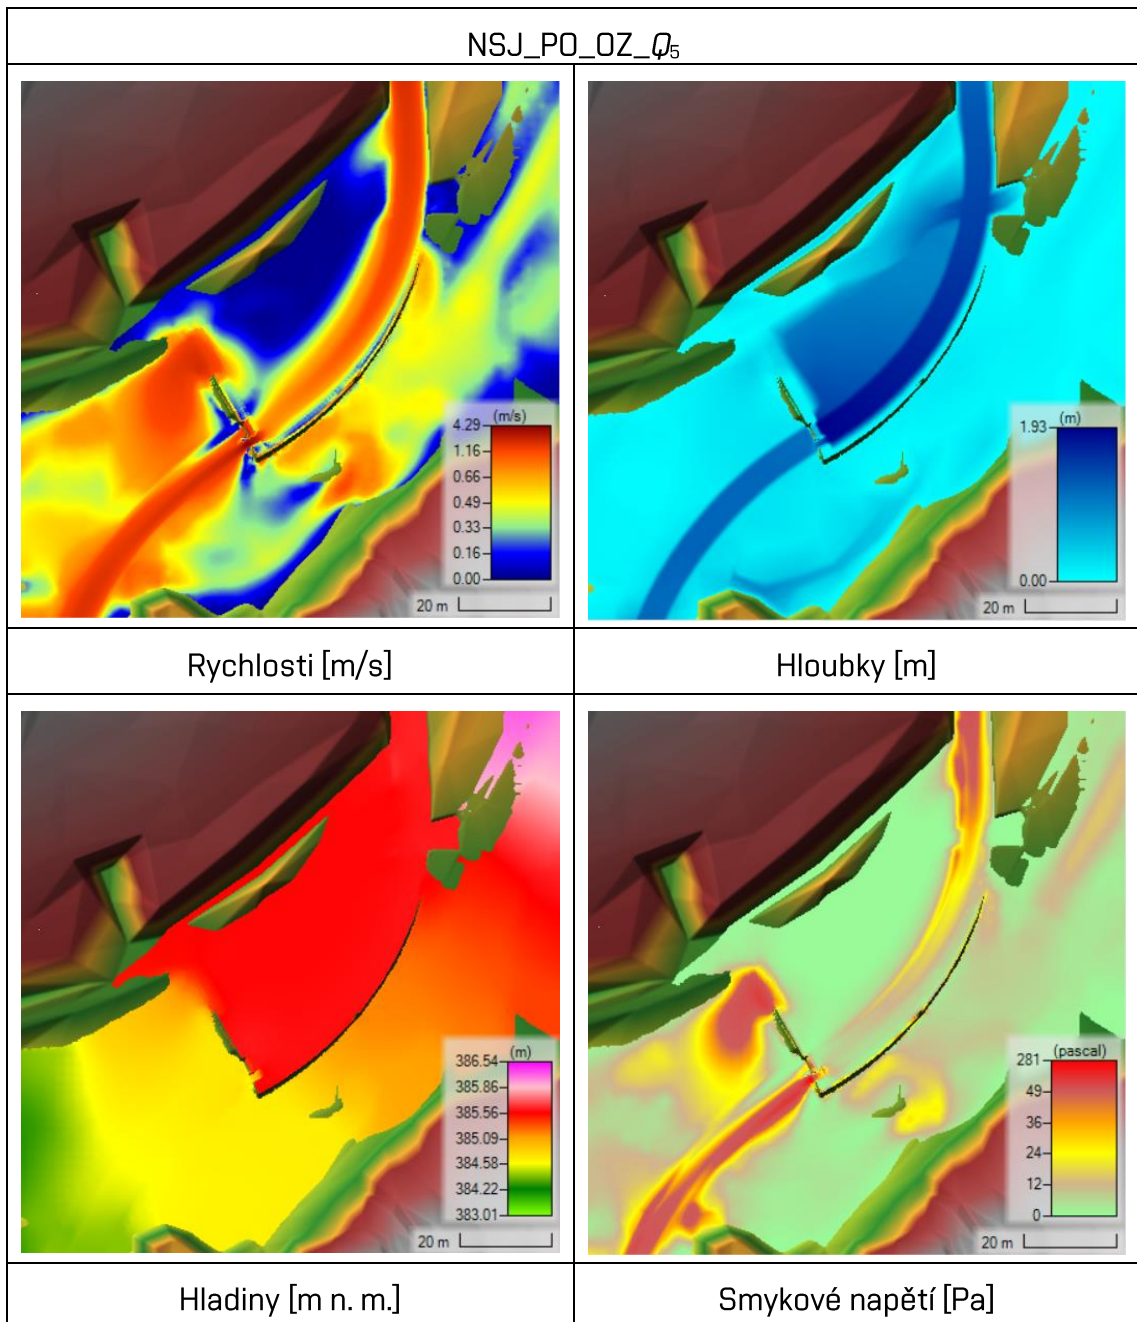 NSJ_PO_OZ_Q5
(m/s)
4.29
1.16
0.66
0.49
0.33
0.16
0.00
20 m
(m)
1.93
0.00
20 m
Rychlosti [m/s]
Hloubky [m]
(m)
386.54
385.86
385.56
385.09
384.58
384.22
383.01
20 m
(pascal)
281
49
36
24
12
0
20 m
Hladiny [m n. m.]
Smykové napětí [Pa]